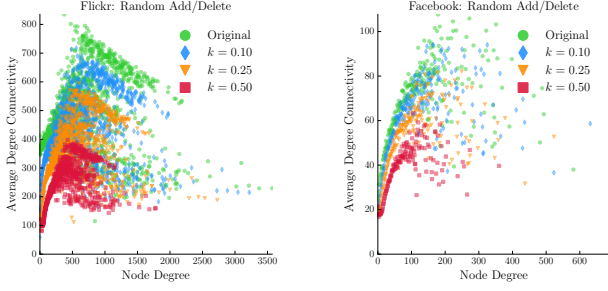 Flickr: Random Add/Delete
Average Degree Connectivity
800
700
600
500
400
300
200
100
0
0
500
1000
1500
2000
2500
3000
3500
Node Degree
Original
k = 0.10
k = 0.25
k = 0.50
Facebook: Random Add/Delete
Average Degree Connectivity
100
80
60
40
20
0
0
100
200
300
400
500
600
Node Degree
Original
k = 0.10
k = 0.25
k = 0.50